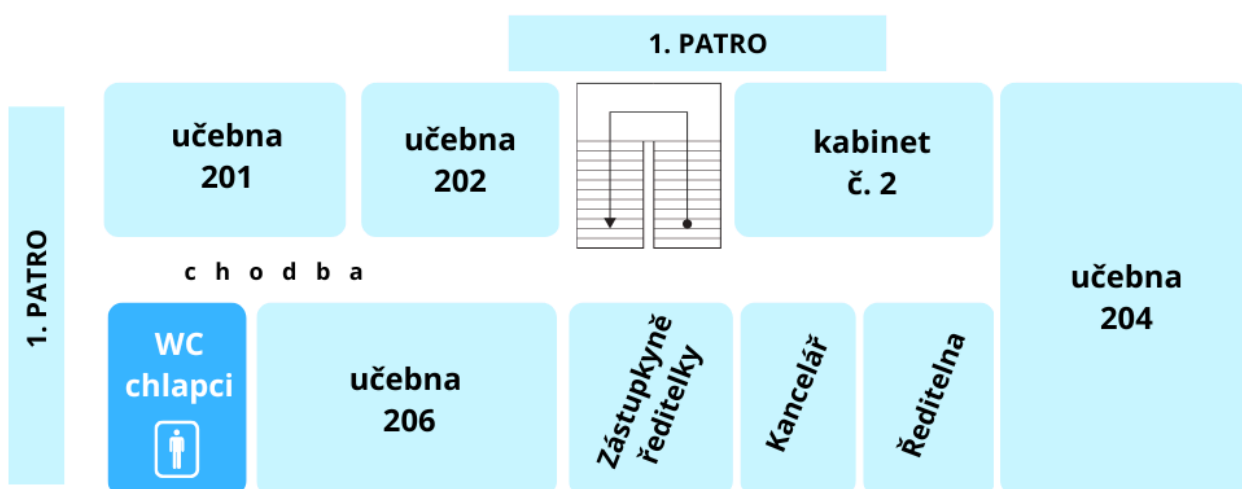 1. PATRO
1. PATRO
učebna
201
učebna
202
kabinet
č. 2
učebna
204
chodba
WC
chlapci
učebna
206
Zástupkyně
ředitelky
Kancelář
Ředitelna